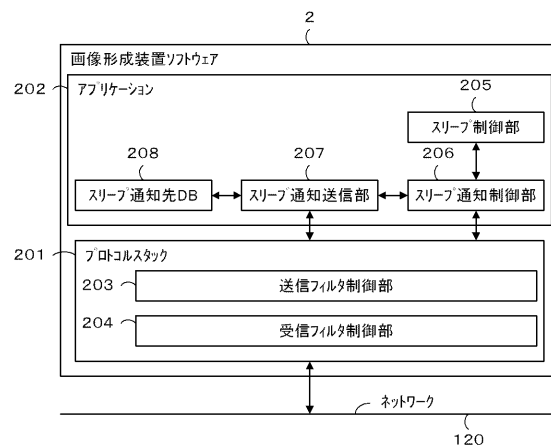 2
画像形成装置ソフトウェア
202
アプリケーション
205
スリープ制御部
208
207
206
スリープ通知先DB
スリープ通知送信部
スリープ通知制御部
201
プロトコルスタック
203
送信フィルタ制御部
204
受信フィルタ制御部
ネットワーク
120